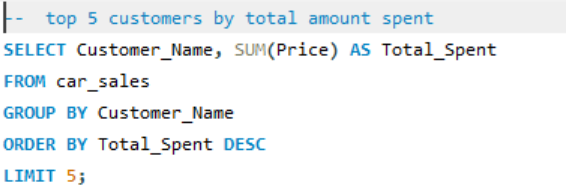 --  top 5 customers by total amount spent
SELECT Customer_Name, SUM(Price) AS Total_Spent
FROM car_sales
GROUP BY Customer_Name
ORDER BY Total_Spent DESC
LIMIT 5;